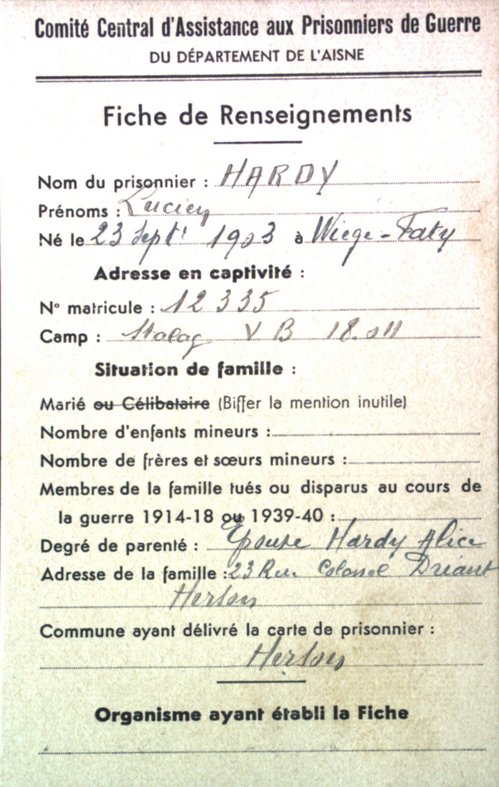 Comité Central d'Assistance aux Prisonniers de Guerre
DU DÉPARTEMENT DE L'AISNE
Fiche de Renseignements
Nom du prisonnier : HARDY
Prénoms : Lucien
Né le 23 Septi 1903 à Wiège-Faty
Adresse en captivité :
N° matricule : 12335
Camp : Stalag V B
Situation de famille :
Marié ou Célibataire (Biffer la mention inutile)
Nombre d'enfants mineurs :
Nombre de frères et sœurs mineurs :
Membres de la famille tués ou disparus au cours de
la guerre 1914-18 ou 1939-40 :
Degré de parenté : Epouse Hardy Alice
Adresse de la famille : 23 Rue Colonel Driant
Hirson
Commune ayant délivré la carte de prisonnier :
Hirson
Organisme ayant établi la Fiche